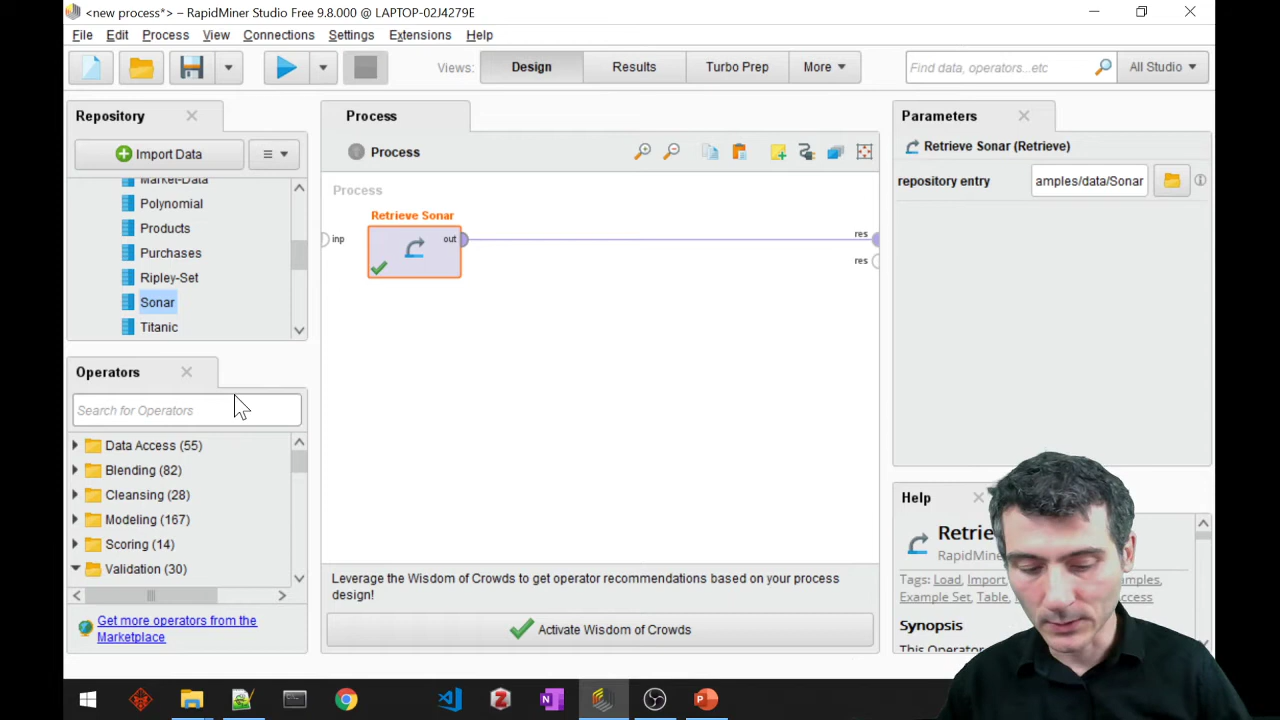 <new process*> – RapidMiner Studio Free 9.8.000 @ LAPTOP-02J4279E
File Edit Process View Connections Settings Extensions Help
Views: Design Results Turbo Prep More Find data, operators...etc All Studio
Repository
Import Data
Market-Data
Polynomial
Products
Purchases
Ripley-Set
Sonar
Titanic
Operators
Search for Operators
Data Access (55)
Blending (82)
Cleansing (28)
Modeling (167)
Scoring (14)
Validation (30)
Get more operators from the
Marketplace
Process
Process
Process
Retrieve Sonar
inp out res
res
Leverage the Wisdom of Crowds to get operator recommendations based on your process
design!
Activate Wisdom of Crowds
Parameters
Retrieve Sonar (Retrieve)
repository entry amples/data/Sonar
Help
Retrie
RapidMine
Tags: Load, Import, amples,
Example Set, Table, ccess
Synopsis
This Operator